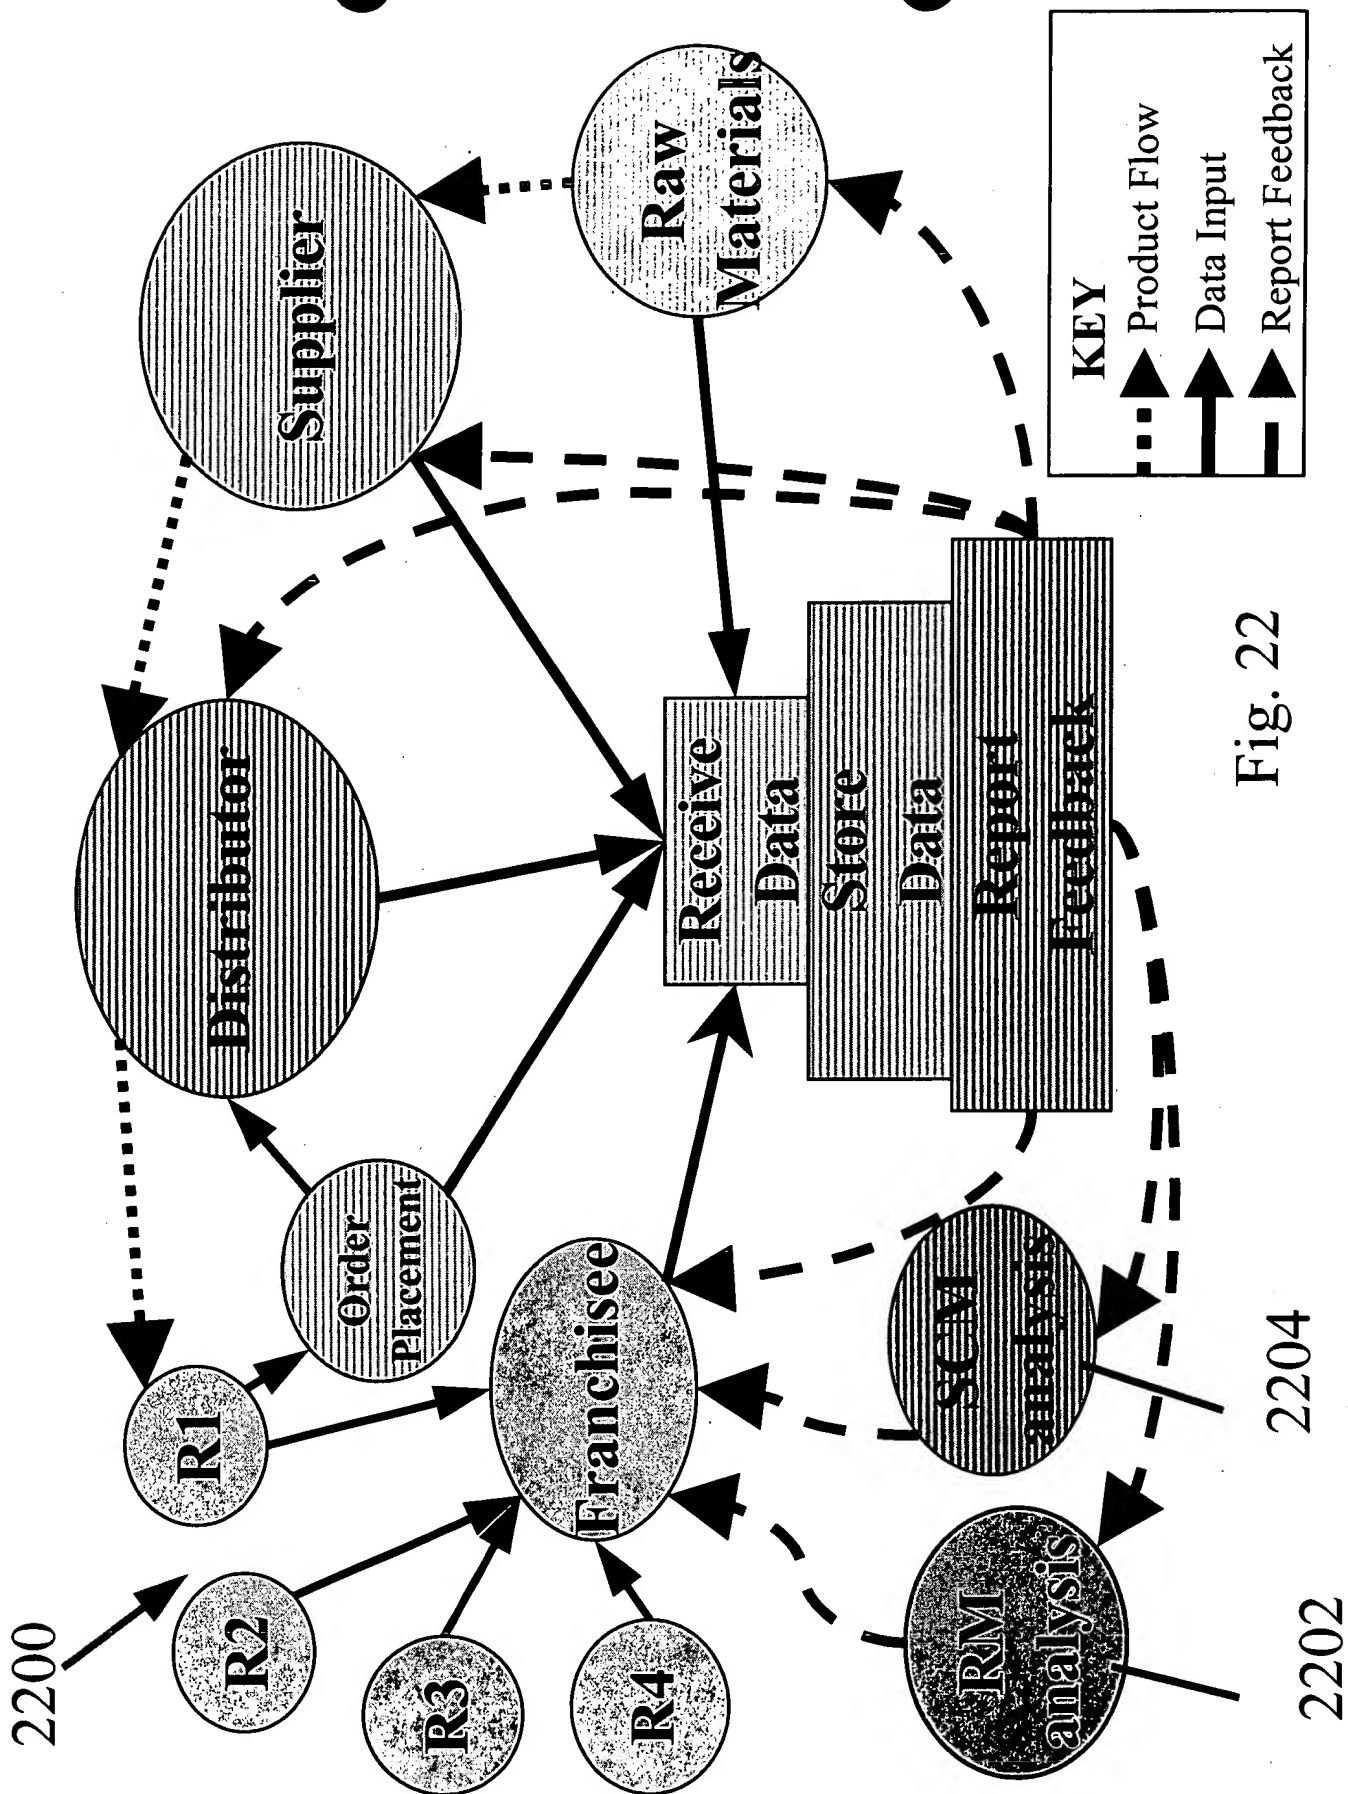 2200
R1
R2
R3
R4
Order
Placement
Distributor
Supplier
Franchisee
Raw
Materials
Receive
Data
Store
Data
Report
Feedback
SCM
analysis
RM
analysis
2202
2204
KEY
Product Flow
Data Input
Report Feedback
Fig. 22